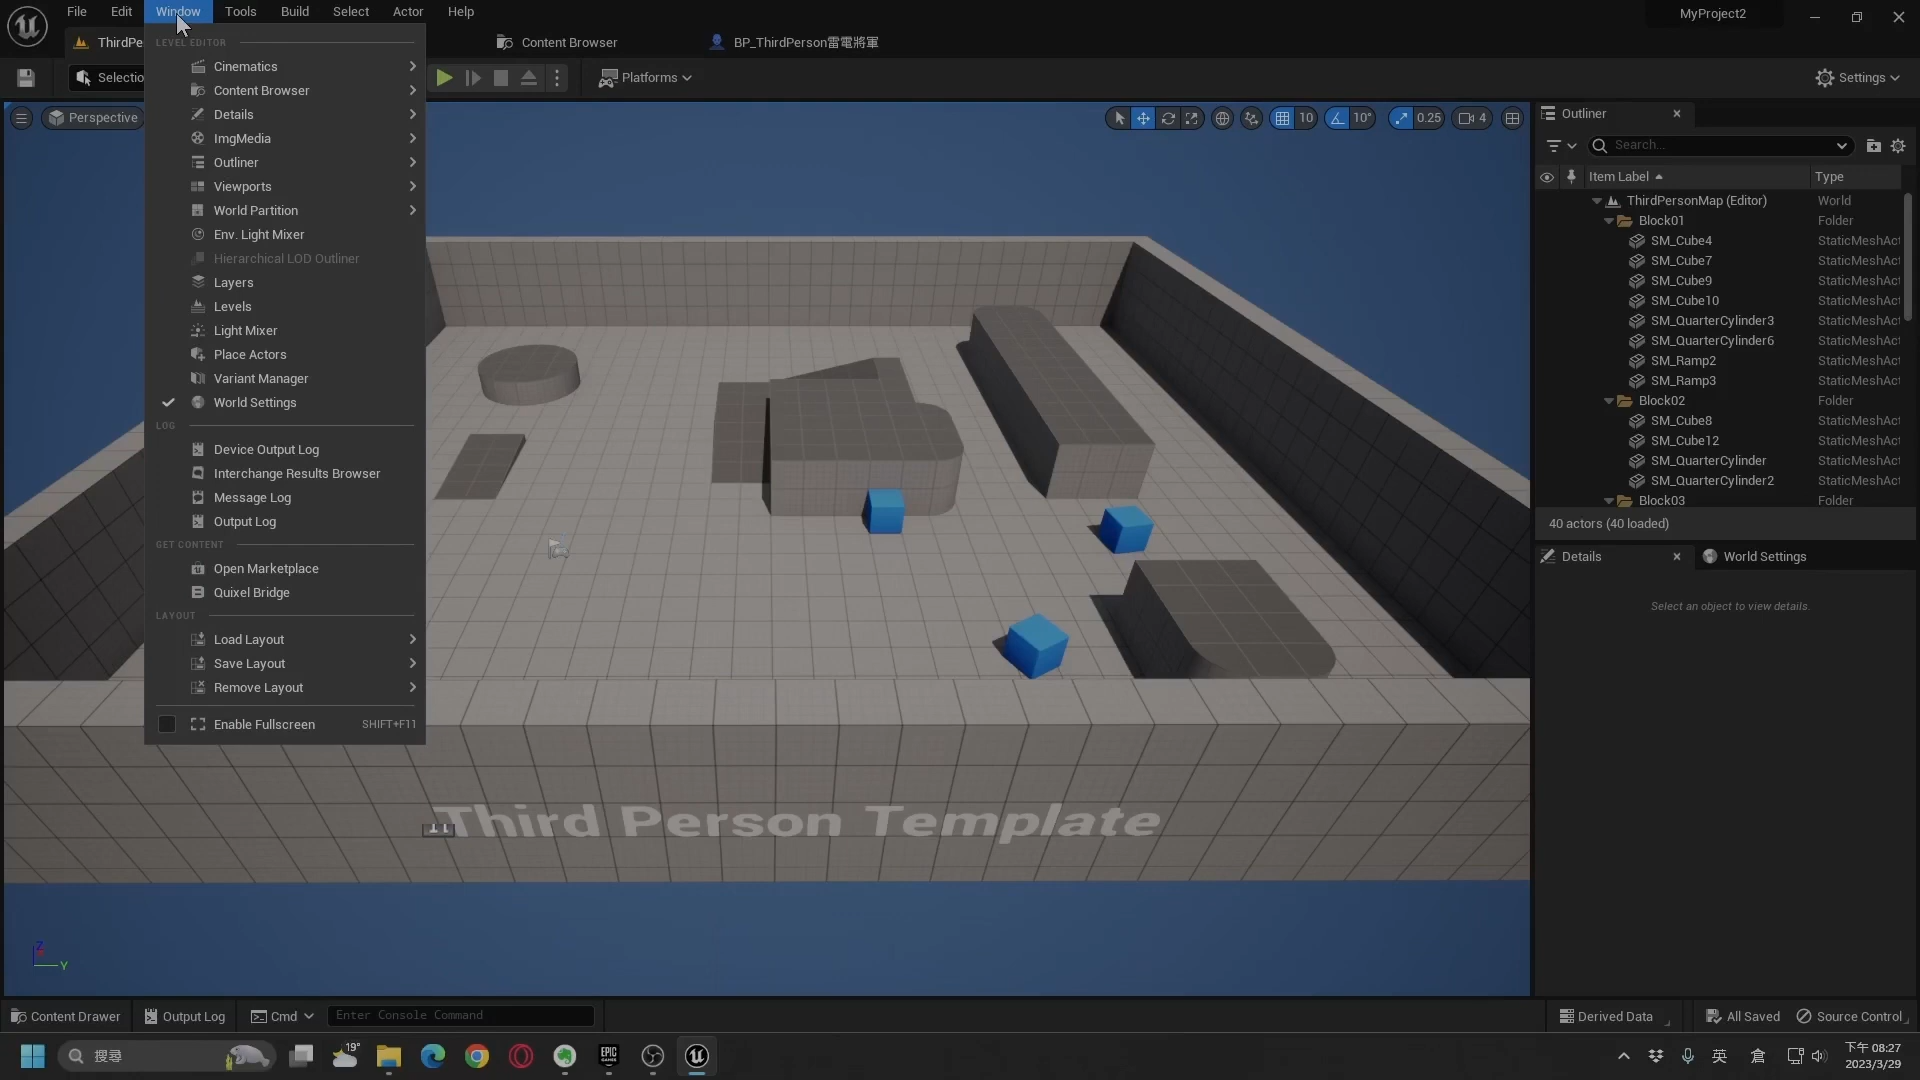 File Edit Window Tools Build Select Actor Help
MyProject2
ThirdPe
Content Browser
BP_ThirdPerson雷電將軍
Selectio
Platforms
Settings
LEVEL EDITOR
Cinematics
Content Browser
Details
ImgMedia
Outliner
Viewports
World Partition
Env. Light Mixer
Hierarchical LOD Outliner
Layers
Levels
Light Mixer
Place Actors
Variant Manager
World Settings
LOG
Device Output Log
Interchange Results Browser
Message Log
Output Log
GET CONTENT
Open Marketplace
Quixel Bridge
LAYOUT
Load Layout
Save Layout
Remove Layout
Enable Fullscreen SHIFT+F11
Perspective
10 10° 0.25 4
Third Person Template
Z
Y
Outliner
Search...
Item Label Type
ThirdPersonMap (Editor) World
Block01 Folder
SM_Cube4 StaticMeshAct
SM_Cube7 StaticMeshAct
SM_Cube9 StaticMeshAct
SM_Cube10 StaticMeshAct
SM_QuarterCylinder3 StaticMeshAct
SM_QuarterCylinder6 StaticMeshAct
SM_Ramp2 StaticMeshAct
SM_Ramp3 StaticMeshAct
Block02 Folder
SM_Cube8 StaticMeshAct
SM_Cube12 StaticMeshAct
SM_QuarterCylinder StaticMeshAct
SM_QuarterCylinder2 StaticMeshAct
Block03 Folder
40 actors (40 loaded)
Details
World Settings
Select an object to view details.
Content Drawer
Output Log
Cmd
Enter Console Command
Derived Data
All Saved
Source Control
搜尋
19°
EPIC GAMES
英
倉
下午 08:27
2023/3/29